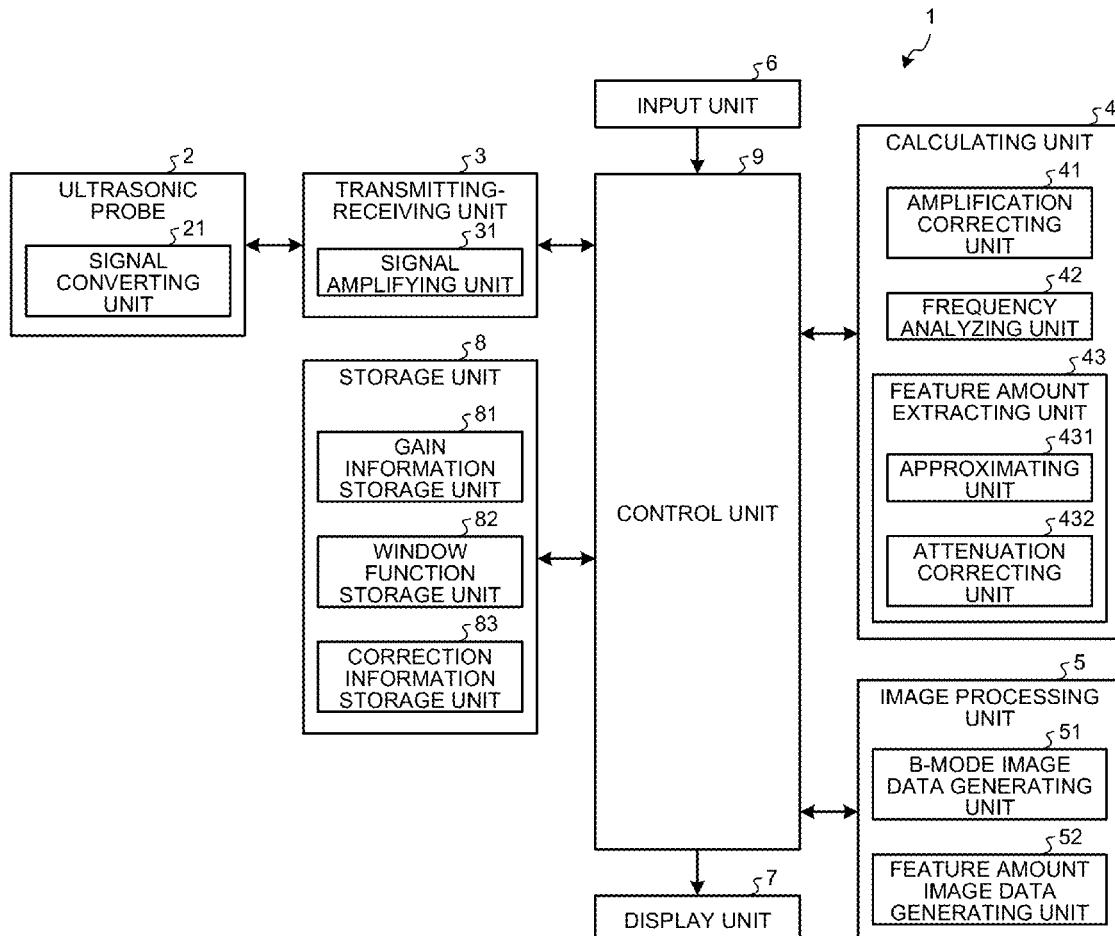 1
6
INPUT UNIT
2
ULTRASONIC
PROBE
21
SIGNAL
CONVERTING
UNIT
3
TRANSMITTING-
RECEIVING UNIT
31
SIGNAL
AMPLIFYING UNIT
8
STORAGE UNIT
81
GAIN
INFORMATION
STORAGE UNIT
82
WINDOW
FUNCTION
STORAGE UNIT
83
CORRECTION
INFORMATION
STORAGE UNIT
9
CONTROL UNIT
4
CALCULATING UNIT
41
AMPLIFICATION
CORRECTING
UNIT
42
FREQUENCY
ANALYZING UNIT
43
FEATURE AMOUNT
EXTRACTING UNIT
431
APPROXIMATING
UNIT
432
ATTENUATION
CORRECTING
UNIT
5
IMAGE PROCESSING
UNIT
51
B-MODE IMAGE
DATA GENERATING
UNIT
52
FEATURE AMOUNT
IMAGE DATA
GENERATING UNIT
7
DISPLAY UNIT